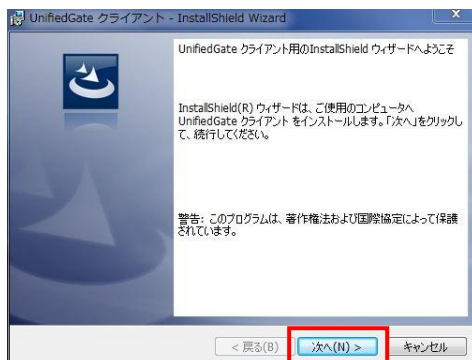 UnifiedGate クライアント - InstallShield Wizard
UnifiedGate クライアント用のInstallShield ウィザードへようこそ
InstallShield(R) ウィザードは、ご使用のコンピュータへ
UnifiedGate クライアント をインストールします。「次へ」をクリックし
て、続行してください。
警告: このプログラムは、著作権法および国際協定によって保護
されています。
< 戻る(B)
次へ(N) >
キャンセル